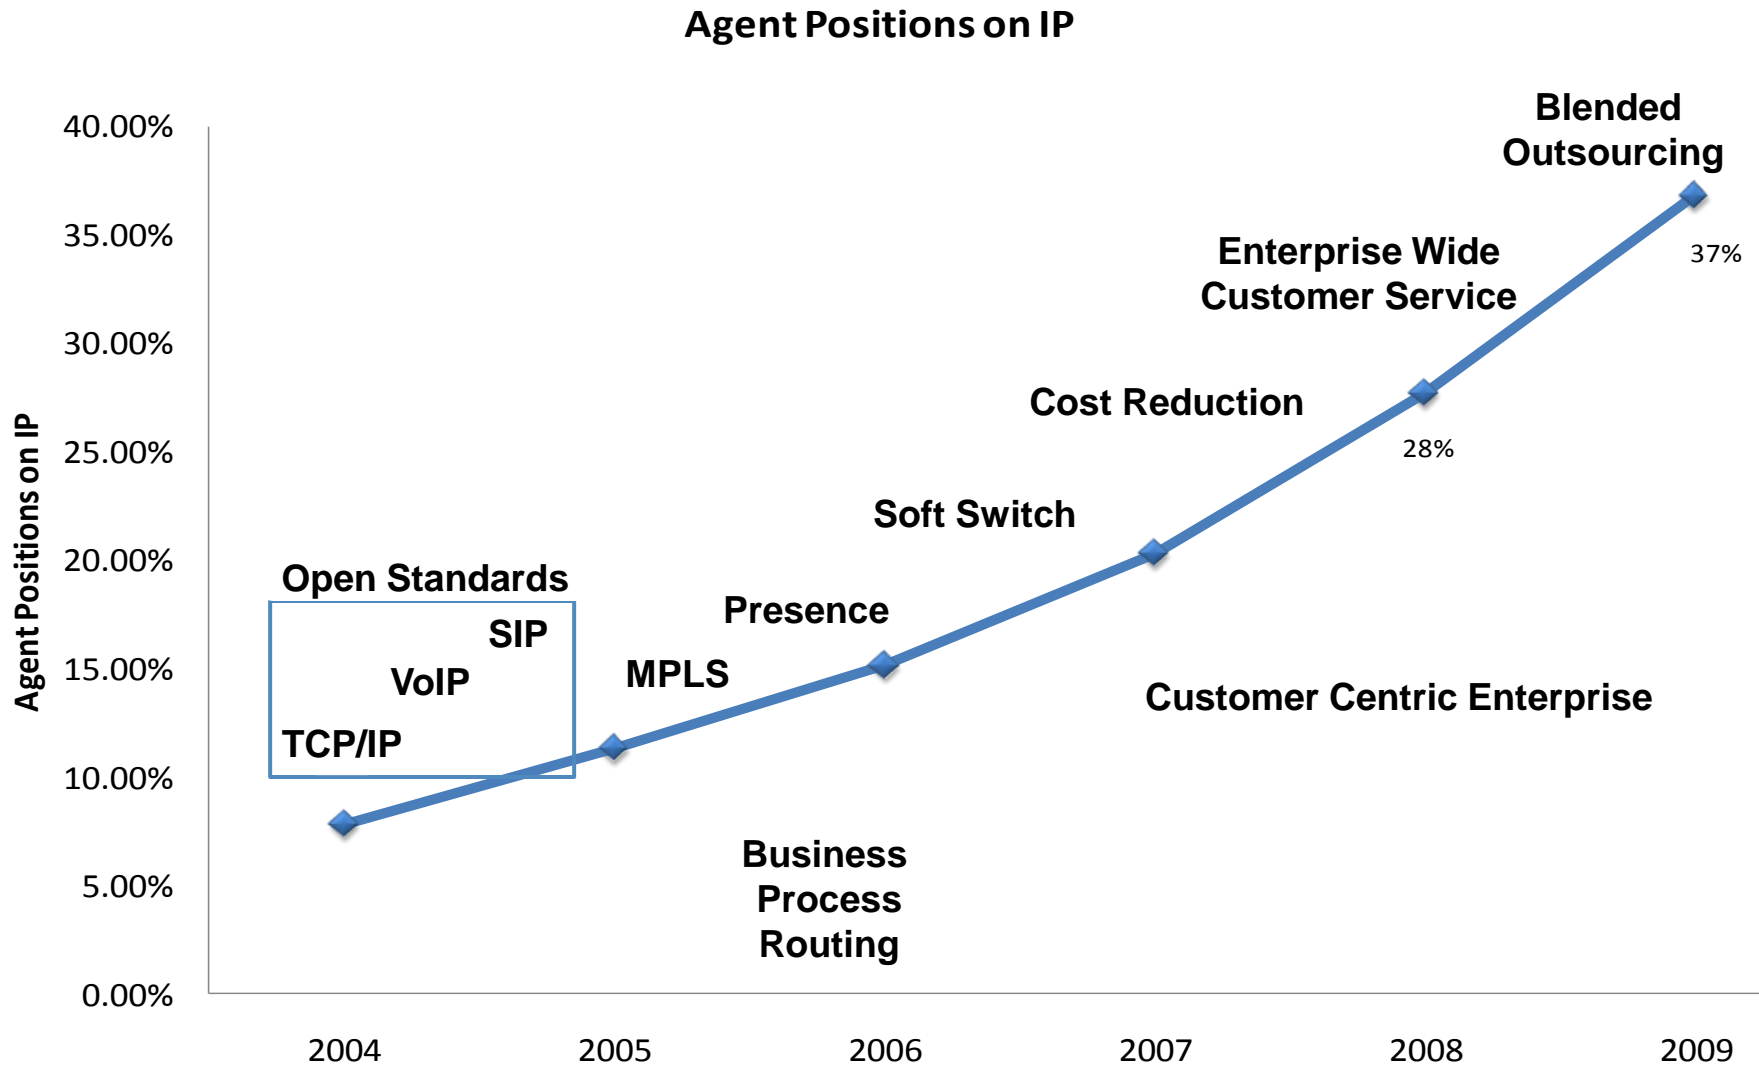 Agent Positions on IP
Blended
Outsourcing
40.00%
35.00%
30.00%
25.00%
20.00%
15.00%
10.00%
5.00%
0.00%
Agent Positions on IP
37%
Enterprise Wide
Customer Service
Cost Reduction
28%
Soft Switch
Open Standards
SIP
VoIP
TCP/IP
Presence
MPLS
Customer Centric Enterprise
Business
Process
Routing
2004
2005
2006
2007
2008
2009